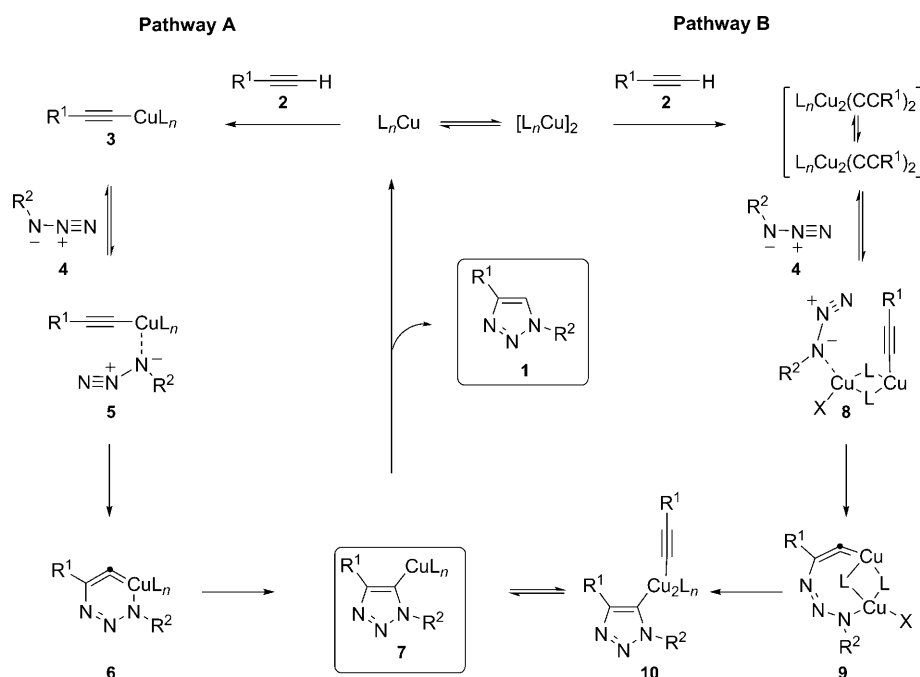 Pathway A
Pathway B
R¹ ≡ H
2
R¹ ≡ CuLₙ
3
LₙCu
[LₙCu]₂
R¹ ≡ H
2
LₙCu₂(CCR¹)₂
LₙCu₂(CCR¹)₂
R²
N–N≡N
− +
4
R²
N–N≡N
− +
4
R¹ ≡ CuLₙ
N≡N–N
+ −
R²
5
R¹
N N
N–R²
1
+
N=N
N −
R²
R¹
Cu L Cu
X L
8
R¹
CuLₙ
N N N
R²
6
R¹
CuLₙ
N N
N–R²
7
R¹
R¹
Cu₂Lₙ
N N
N–R²
10
R¹
Cu
L L
N
N N Cu
R² X
9